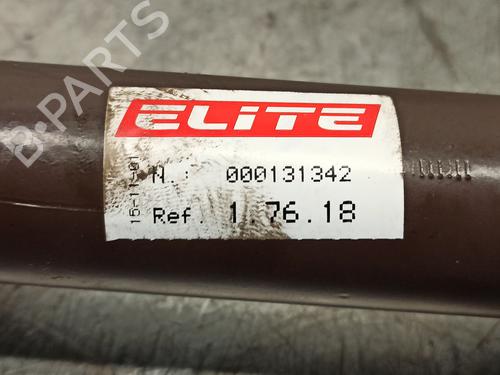 B-PARTS
ELITE
15-11-01
N.: 000131342
Ref. 1.76.18